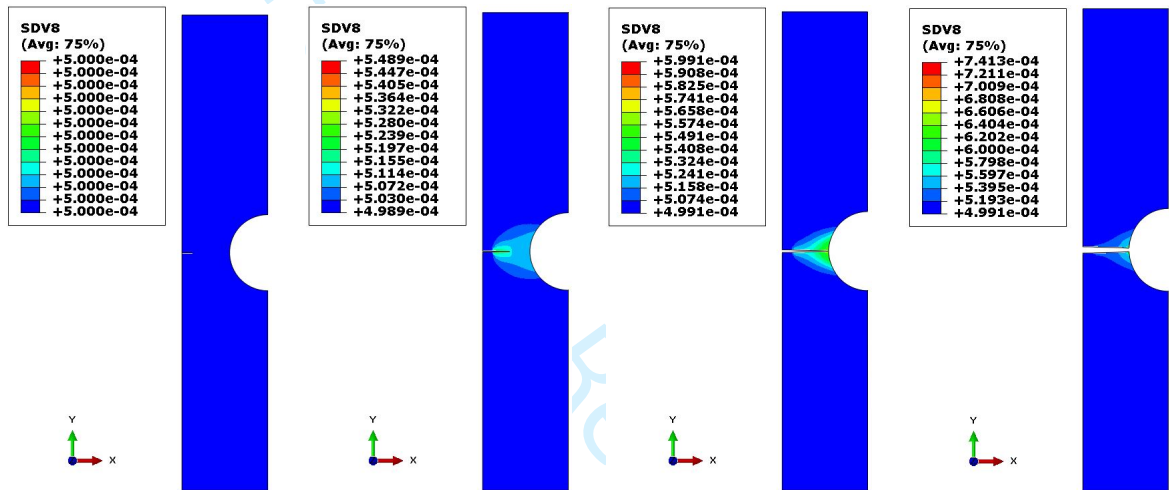 SDV8
(Avg: 75%)
+5.000e-04
+5.000e-04
+5.000e-04
+5.000e-04
+5.000e-04
+5.000e-04
+5.000e-04
+5.000e-04
+5.000e-04
+5.000e-04
+5.000e-04
+5.000e-04
+5.000e-04
Y
X
SDV8
(Avg: 75%)
+5.489e-04
+5.447e-04
+5.405e-04
+5.364e-04
+5.322e-04
+5.280e-04
+5.239e-04
+5.197e-04
+5.155e-04
+5.114e-04
+5.072e-04
+5.030e-04
+4.989e-04
Y
X
SDV8
(Avg: 75%)
+5.991e-04
+5.908e-04
+5.825e-04
+5.741e-04
+5.658e-04
+5.574e-04
+5.491e-04
+5.408e-04
+5.324e-04
+5.241e-04
+5.158e-04
+5.074e-04
+4.991e-04
Y
X
SDV8
(Avg: 75%)
+7.413e-04
+7.211e-04
+7.009e-04
+6.808e-04
+6.606e-04
+6.404e-04
+6.202e-04
+6.000e-04
+5.798e-04
+5.597e-04
+5.395e-04
+5.193e-04
+4.991e-04
Y
X